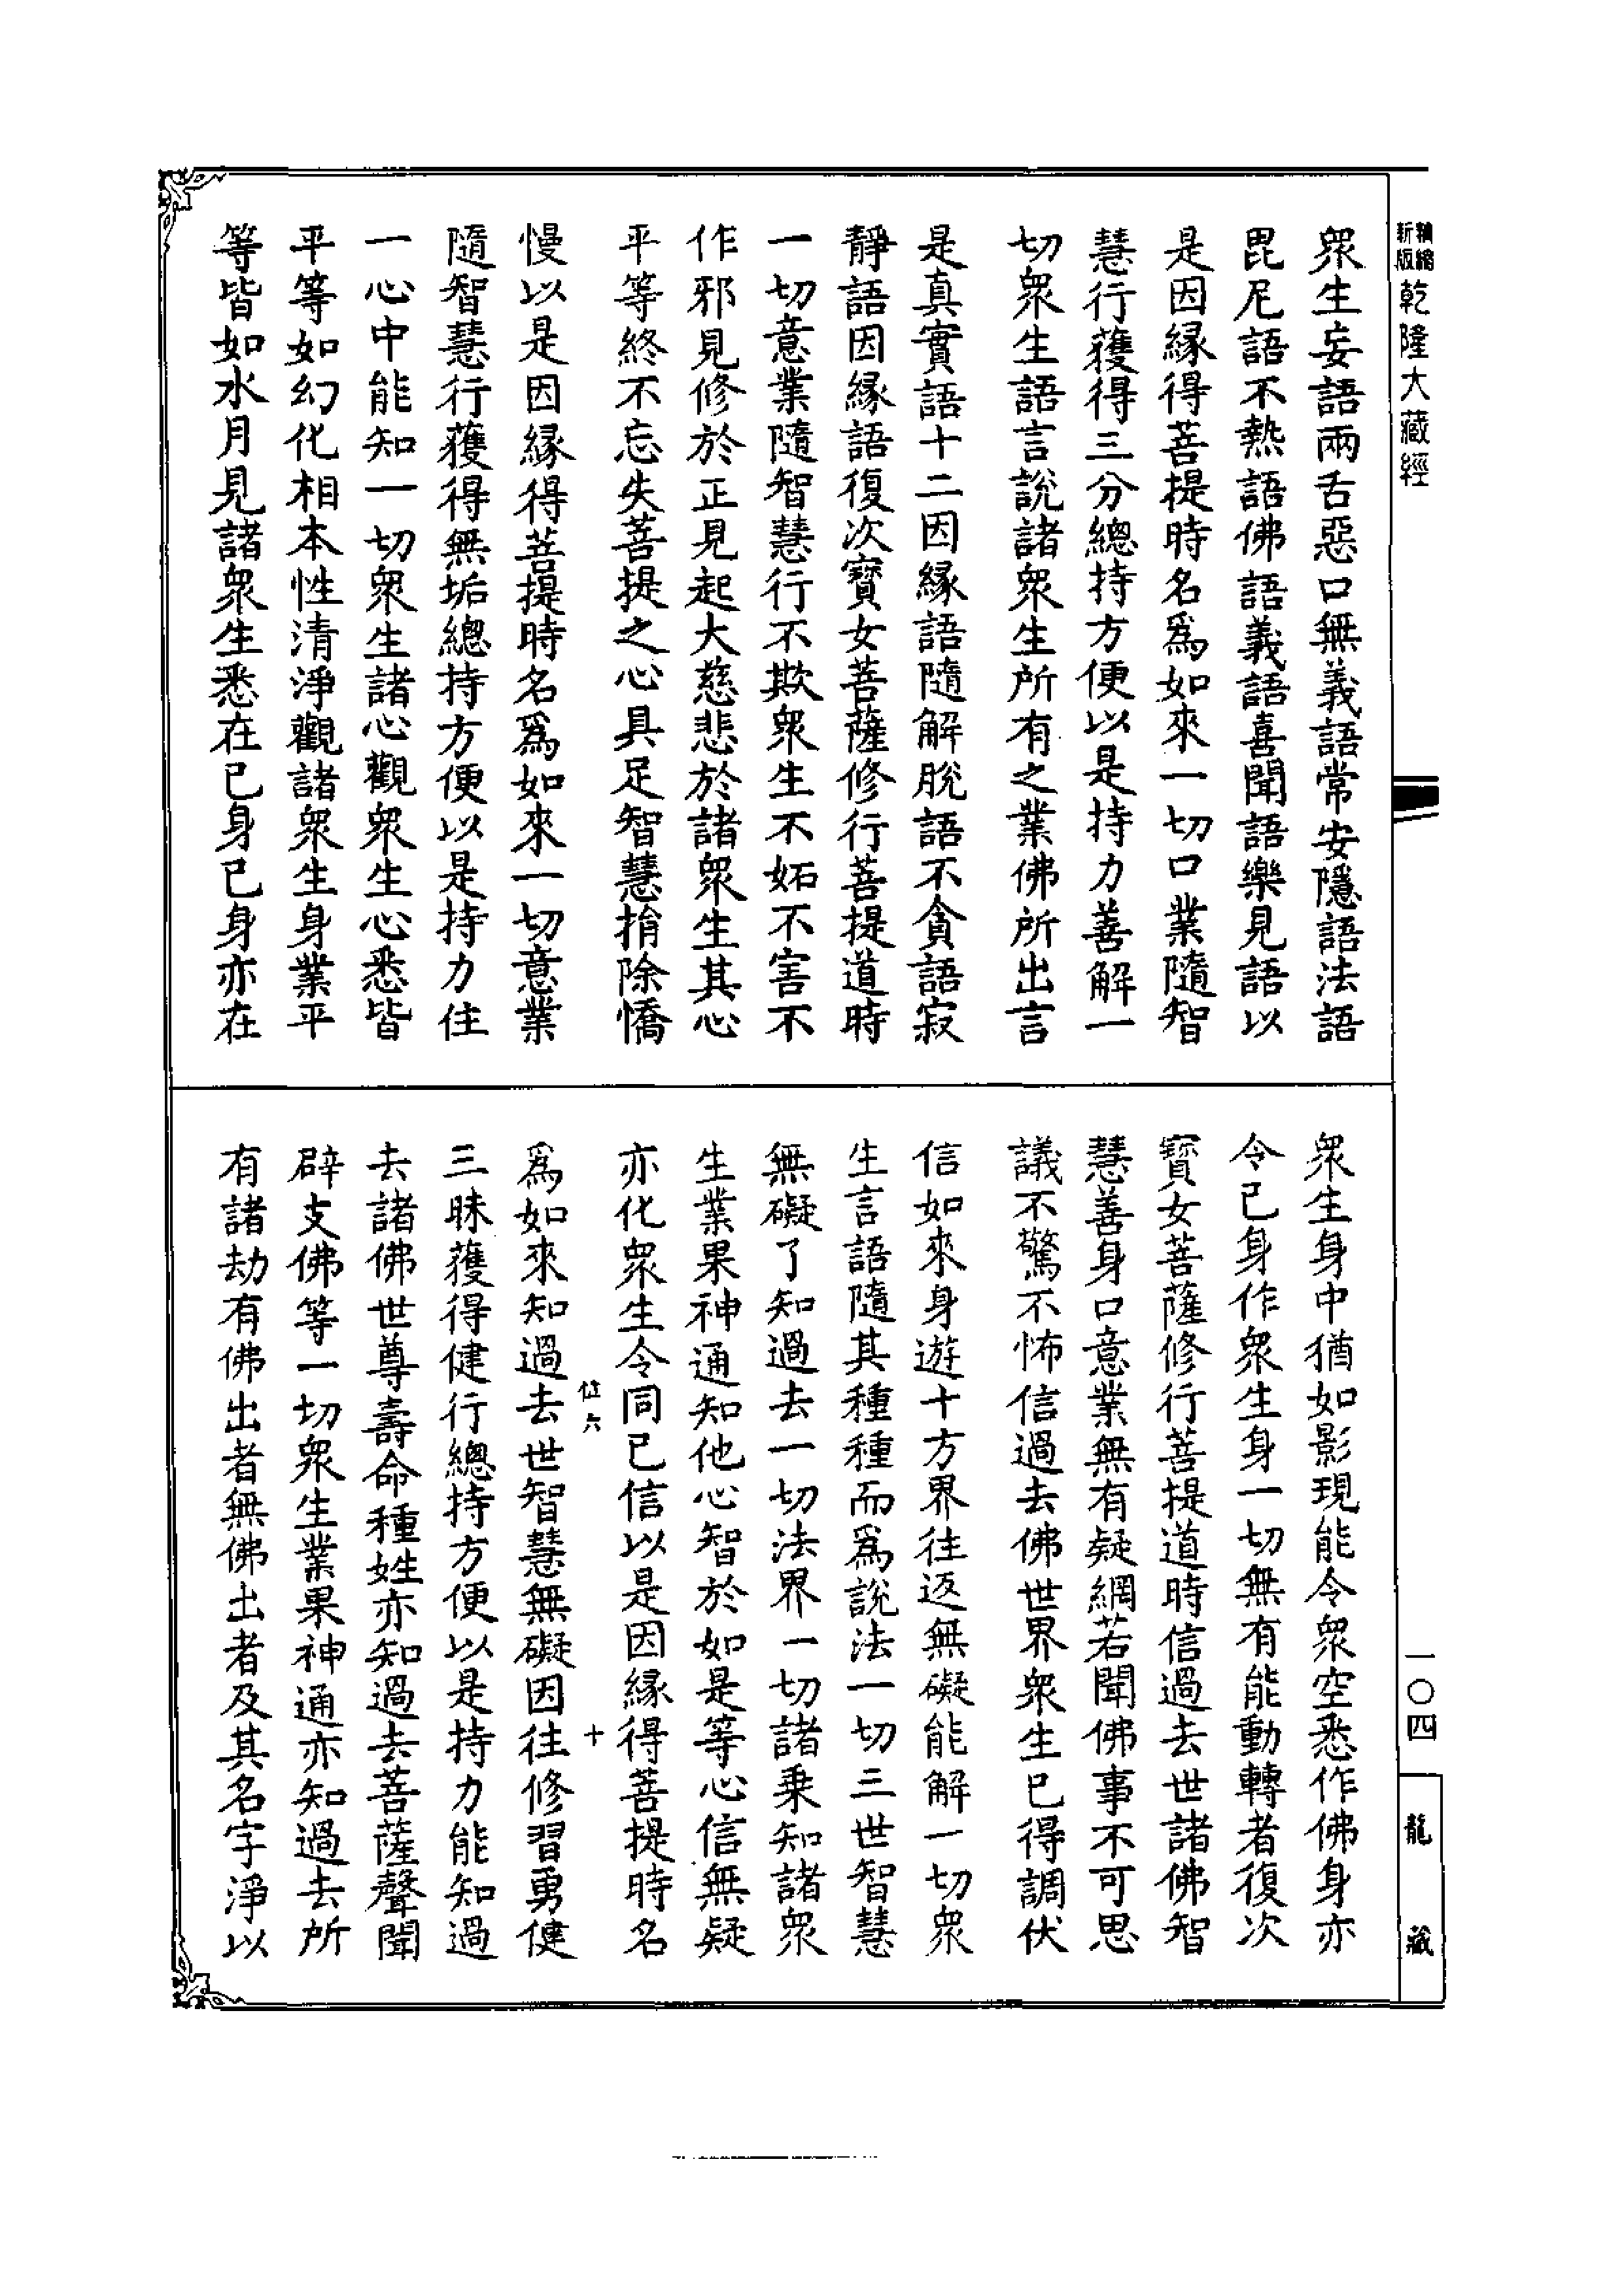 新版精縮
乾隆大藏經
一〇四
龍藏
衆生妄語兩舌惡口無義語常安隱語法語
毘尼語不熱語佛語義語喜聞語樂見語以
是因緣得菩提時名爲如來一切口業隨智
慧行獲得三分總持方便以是持力善解一
切衆生語言說諸衆生所有之業佛所出言
是真實語十二因緣語隨解脫語不貪語寂
靜語因緣語復次寶女菩薩修行菩提道時
一切意業隨智慧行不欺衆生不妬不害不
作邪見修於正見起大慈悲於諸衆生其心
平等終不忘失菩提之心具足智慧捐除憍
慢以是因緣得菩提時名爲如來一切意業
隨智慧行獲得無垢總持方便以是持力住
一心中能知一切衆生諸心觀衆生心悉皆
平等如幻化相本性清淨觀諸衆生身業平
等皆如水月見諸衆生悉在已身已身亦在
衆生身中猶如影現能令衆空悉作佛身亦
令已身作衆生身一切無有能動轉者復次
寶女菩薩修行菩提道時信過去世諸佛智
慧善身口意業無有疑網若聞佛事不可思
議不驚不怖信過去佛世界衆生已得調伏
信如來身遊十方界往返無礙能解一切衆
生言語隨其種種而爲說法一切三世智慧
無礙了知過去一切法界一切諸乘知諸衆
生業果神通知他心智於如是等心信無疑
亦化衆生令同已信以是因緣得菩提時名
位六 十
爲如來知過去世智慧無礙因往修習勇健
三昧獲得健行總持方便以是持力能知過
去諸佛世尊壽命種姓亦知過去菩薩聲聞
辟支佛等一切衆生業果神通亦知過去所
有諸劫有佛出者無佛出者及其名字淨以